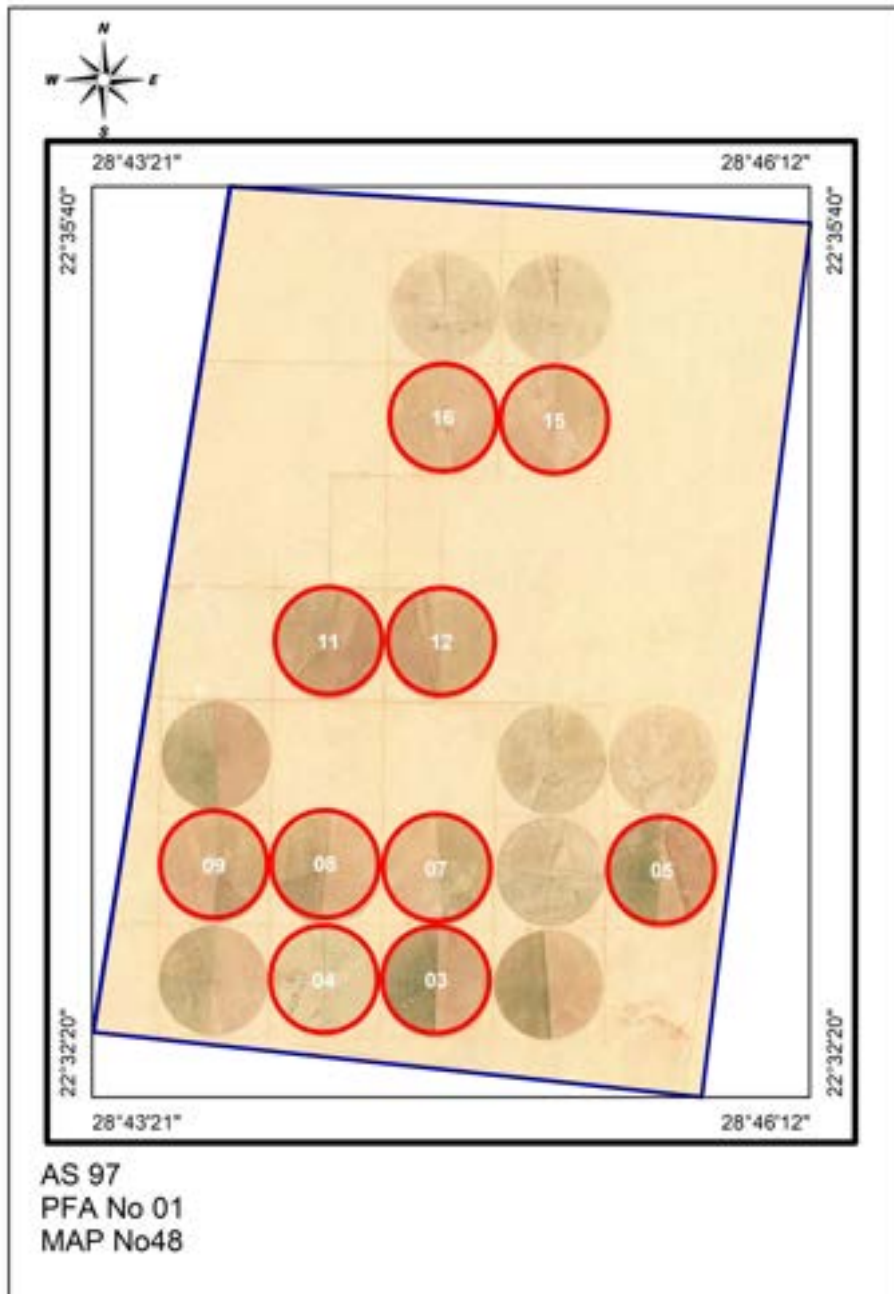 N
W E
S
28°43'21" 28°46'12"
22°35'40" 22°35'40"
16 15
11 12
09 08 07 05
04 03
22°32'20" 22°32'20"
28°43'21" 28°46'12"
AS 97
PFA No 01
MAP No48